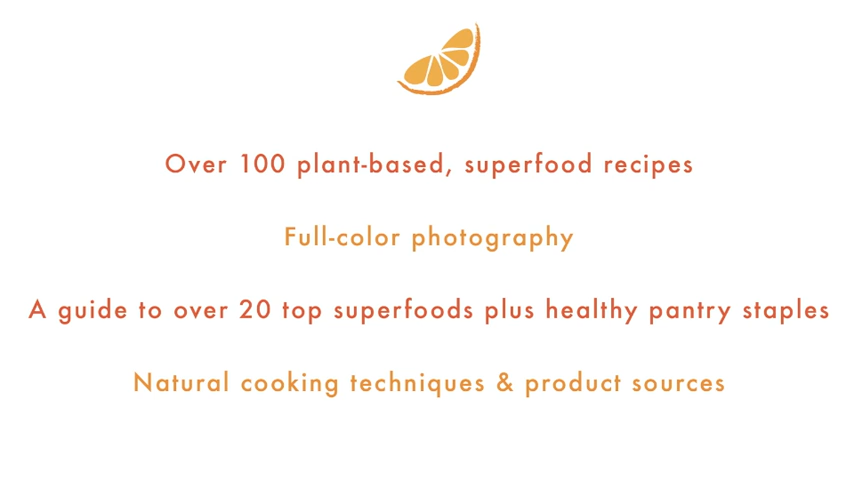 Over 100 plant-based, superfood recipes
Full-color photography
A guide to over 20 top superfoods plus healthy pantry staples
Natural cooking techniques & product sources